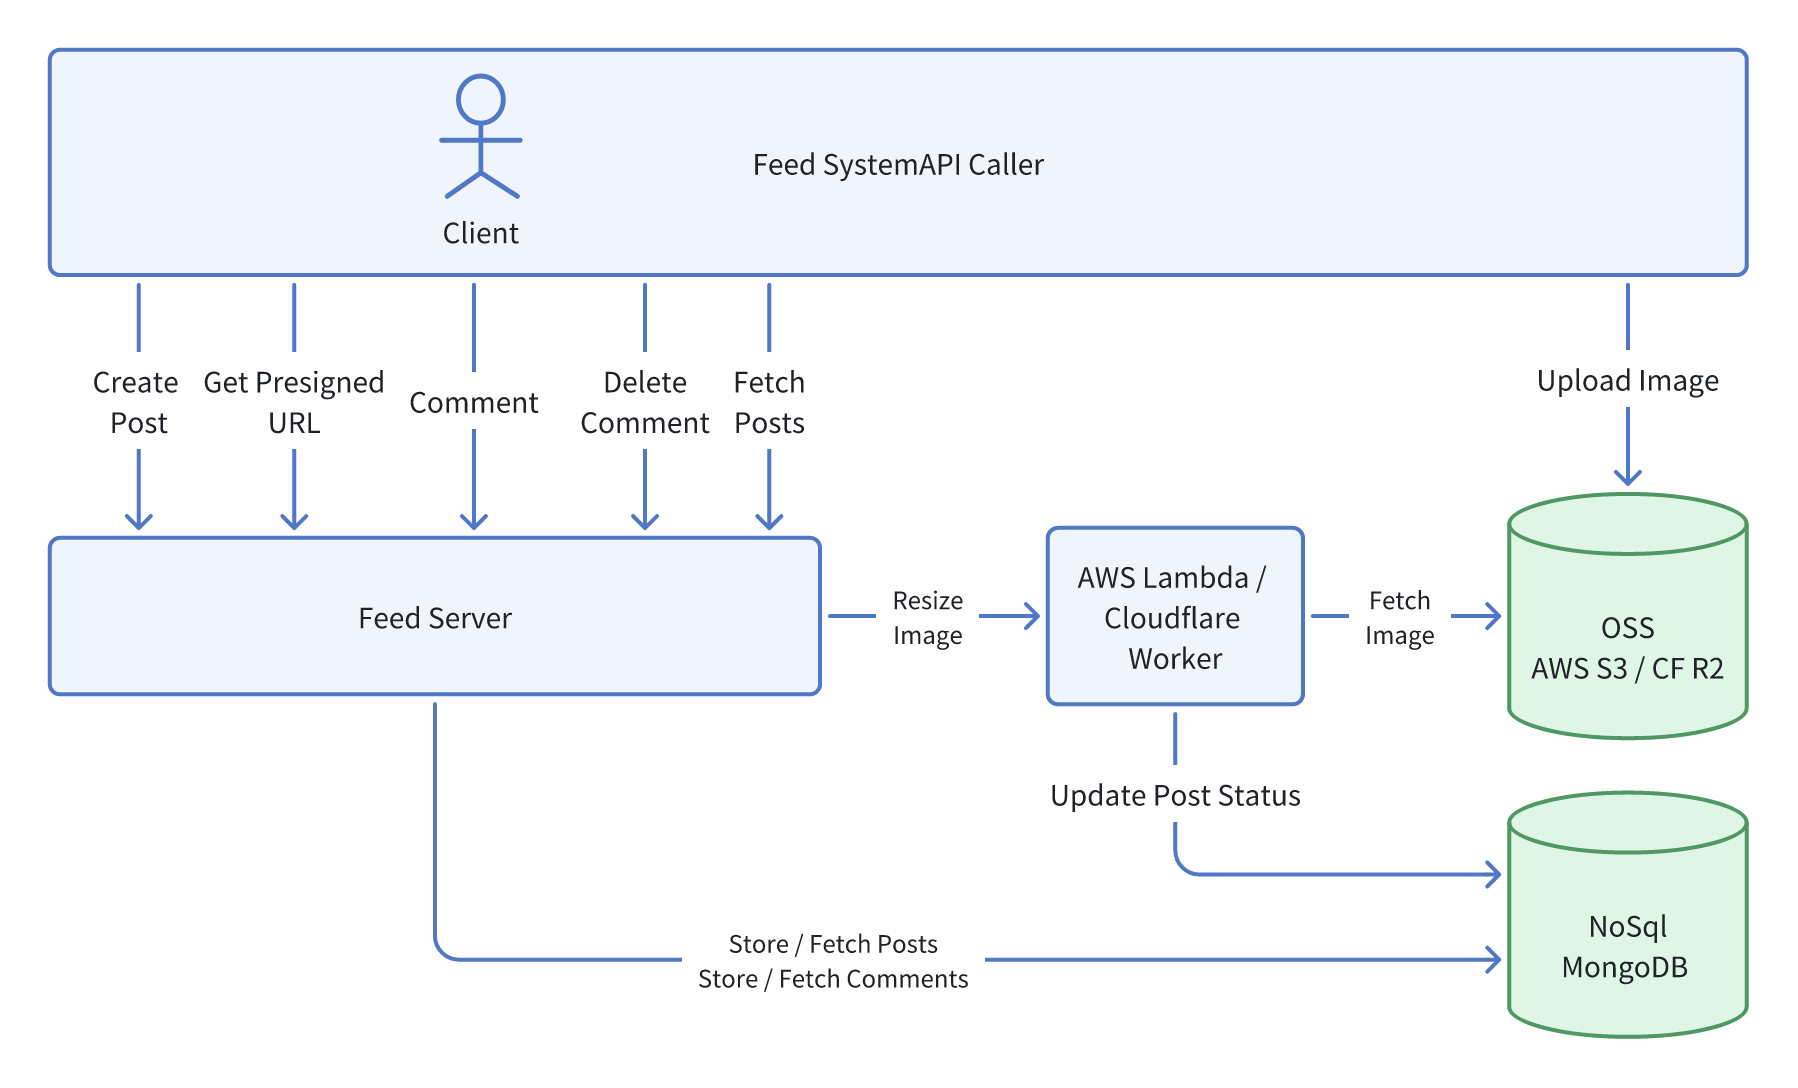 Feed SystemAPI Caller
Client
Create
Post
Get Presigned
URL
Comment
Delete
Comment
Fetch
Posts
Upload Image
Feed Server
Resize
Image
AWS Lambda /
Cloudflare
Worker
Fetch
Image
OSS
AWS S3 / CF R2
Update Post Status
NoSql
MongoDB
Store / Fetch Posts
Store / Fetch Comments